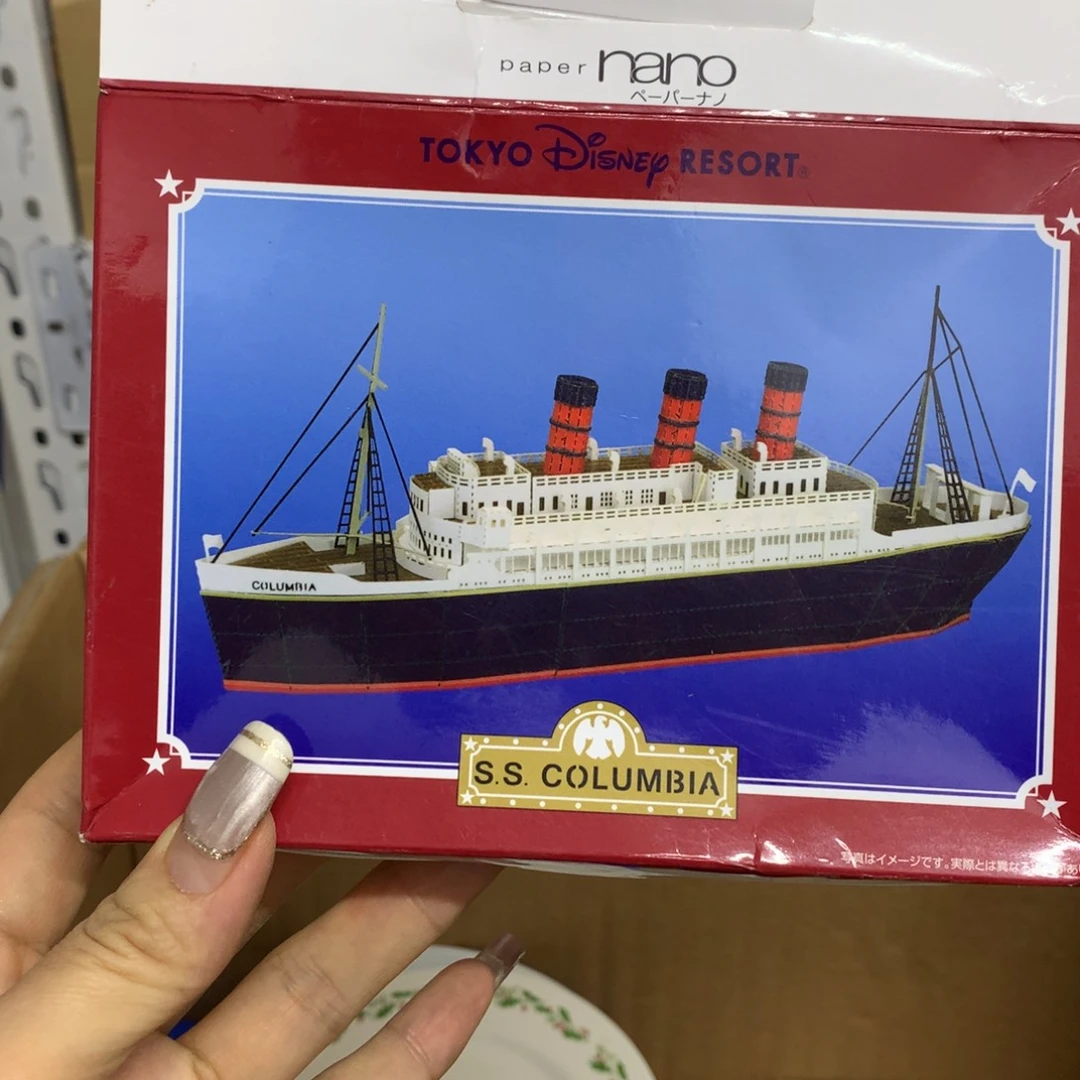 paper nano
ペーパーナノ
TOKYO Disney RESORT®
COLUMBIA
S.S. COLUMBIA
写真はイメージです。実際とは異な